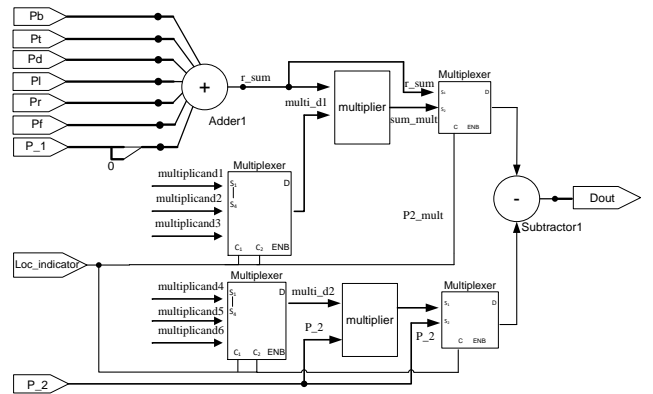 Pb
Pt
Pd
Pl
Pr
Pf
P_1
0
+
Adder1
r_sum
multi_d1
multiplier
r_sum
sum_mult
Multiplexer
S₁
S₂
D
C ENB
Multiplexer
multiplicand1
multiplicand2
multiplicand3
S₁
S₄
D
C₁ C₂ ENB
P2_mult
-
Subtractor1
Dout
Loc_indicator
Multiplexer
multiplicand4
multiplicand5
multiplicand6
S₁
S₄
D
C₁ C₂ ENB
multi_d2
P_2
multiplier
P_2
Multiplexer
S₁
S₂
D
C ENB
P_2